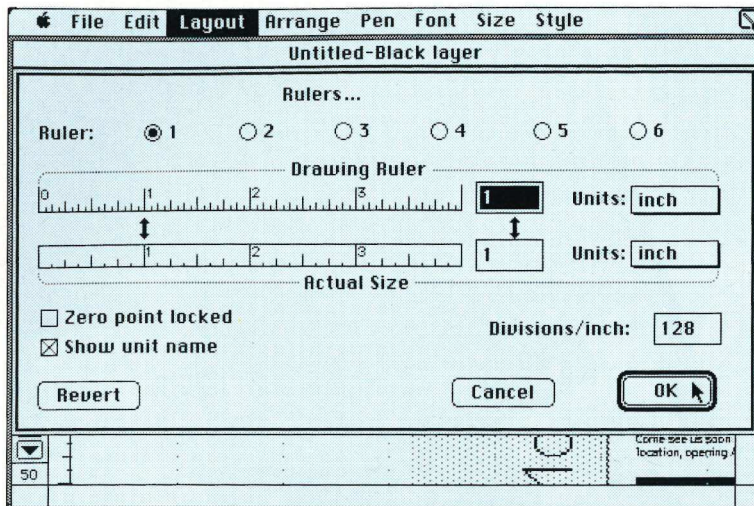 File Edit Layout Arrange Pen Font Size Style
Untitled-Black layer
Rulers...
Ruler: 1 2 3 4 5 6
Drawing Ruler
0 1 2 3 1 Units: inch
1 2 3 1 Units: inch
Actual Size
Zero point locked
Show unit name
Divisions/inch: 128
Revert Cancel OK
Come see us soon
location, opening
50